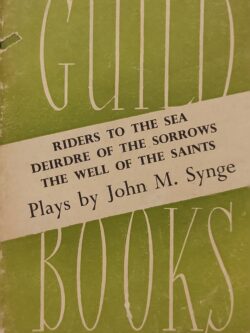 GUILD
RIDERS TO THE SEA
DEIRDRE OF THE SORROWS
THE WELL OF THE SAINTS
Plays by John M. Synge
BOOKS